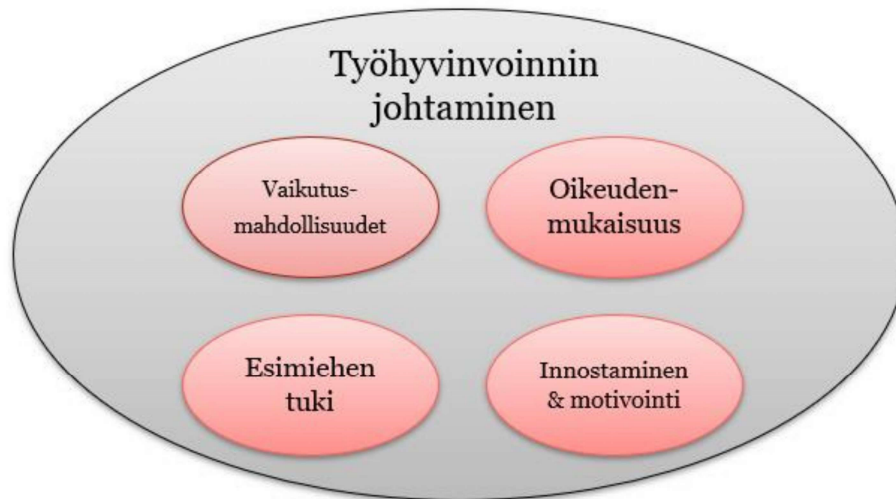 Työhyvinvoinnin
johtaminen
Vaikutus-
mahdollisuudet
Oikeuden-
mukaisuus
Esimiehen
tuki
Innostaminen
& motivointi